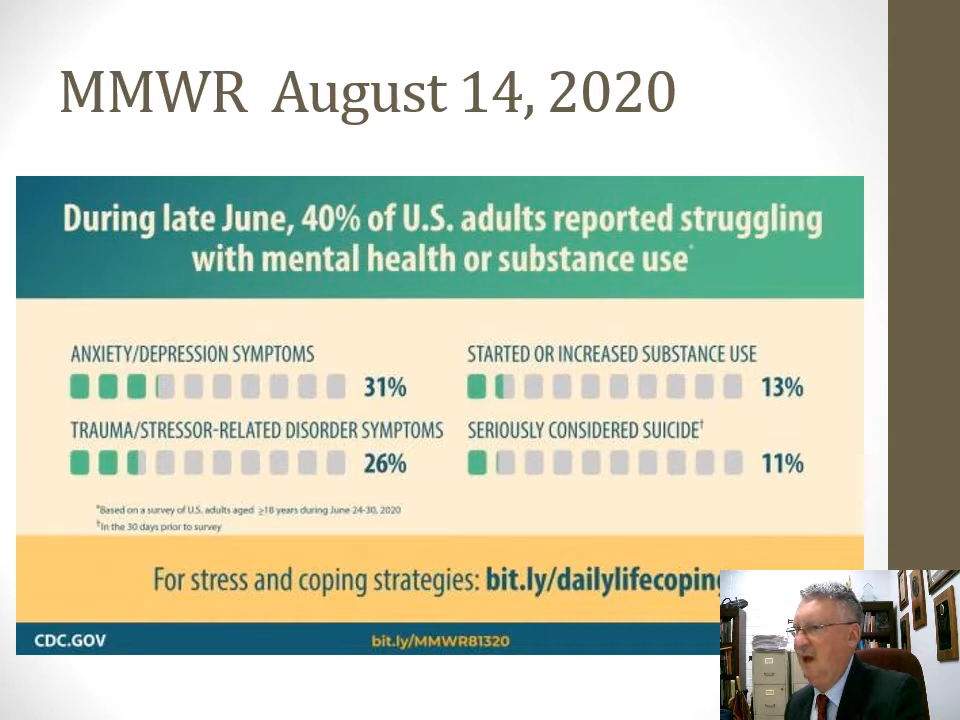 MMWR August 14, 2020
During late June, 40% of U.S. adults reported struggling
with mental health or substance use*
ANXIETY/DEPRESSION SYMPTOMS
31%
STARTED OR INCREASED SUBSTANCE USE
13%
TRAUMA/STRESSOR-RELATED DISORDER SYMPTOMS
26%
SERIOUSLY CONSIDERED SUICIDE†
11%
*Based on a survey of U.S. adults aged ≥18 years during June 24-30, 2020
†In the 30 days prior to survey
For stress and coping strategies: bit.ly/dailylifecoping
CDC.GOV
bit.ly/MMWR81320